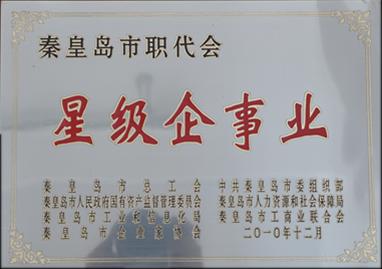 秦皇岛市职代会
星级企事业
秦皇岛市总工会 中共秦皇岛市委组织部
秦皇岛市人民政府国有资产监督管理委员会 秦皇岛市人力资源和社会保障局
秦皇岛市工业和信息化局 秦皇岛市工商业联合会
秦皇岛市企业家协会 二〇一〇年十二月